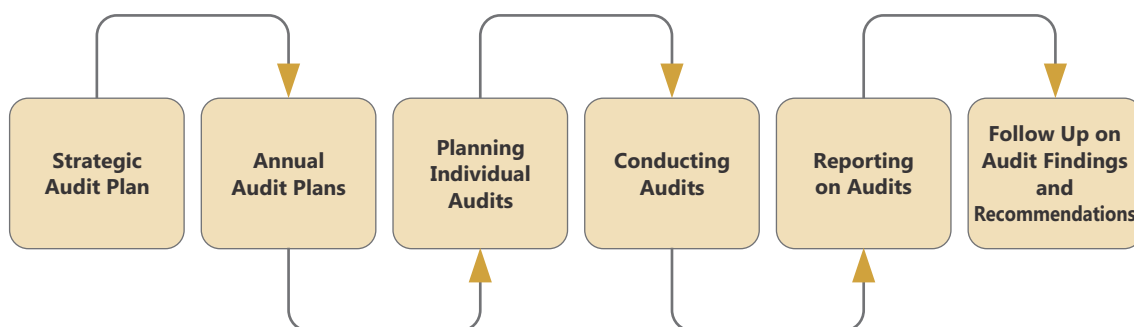 Strategic
Audit Plan
Annual
Audit Plans
Planning
Individual
Audits
Conducting
Audits
Reporting
on Audits
Follow Up on
Audit Findings
and
Recommendations